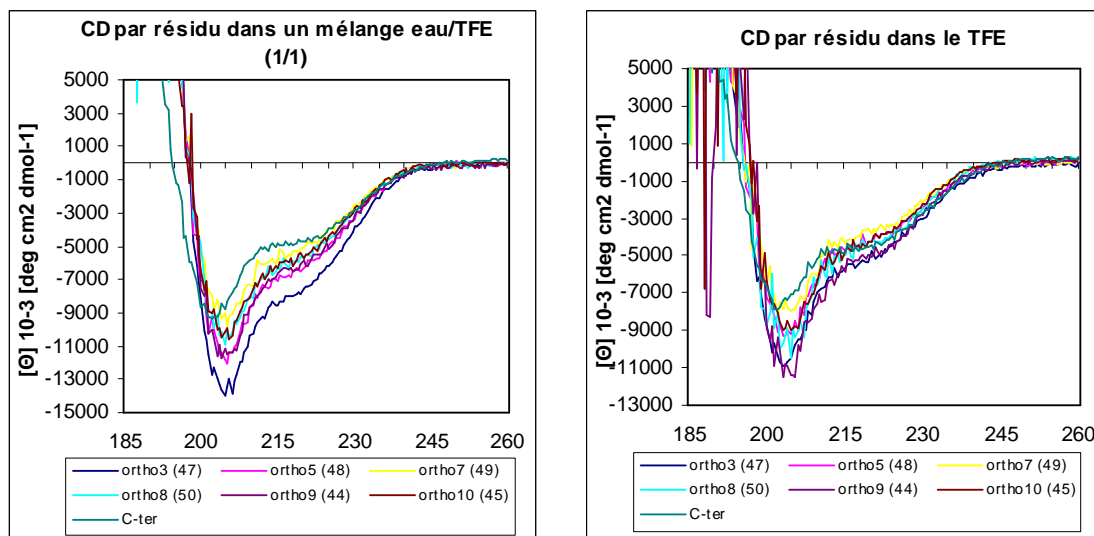 CD par résidu dans un mélange eau/TFE
(1/1)
[Θ] 10-3 [deg cm2 dmol-1]
5000
3000
1000
-1000
-3000
-5000
-7000
-9000
-11000
-13000
-15000
185 200 215 230 245 260
ortho3 (47) ortho5 (48) ortho7 (49)
ortho8 (50) ortho9 (44) ortho10 (45)
C-ter
CD par résidu dans le TFE
[Θ] 10-3 [deg cm2 dmol-1]
5000
3000
1000
-1000
-3000
-5000
-7000
-9000
-11000
-13000
185 200 215 230 245 260
ortho3 (47) ortho5 (48) ortho7 (49)
ortho8 (50) ortho9 (44) ortho10 (45)
C-ter